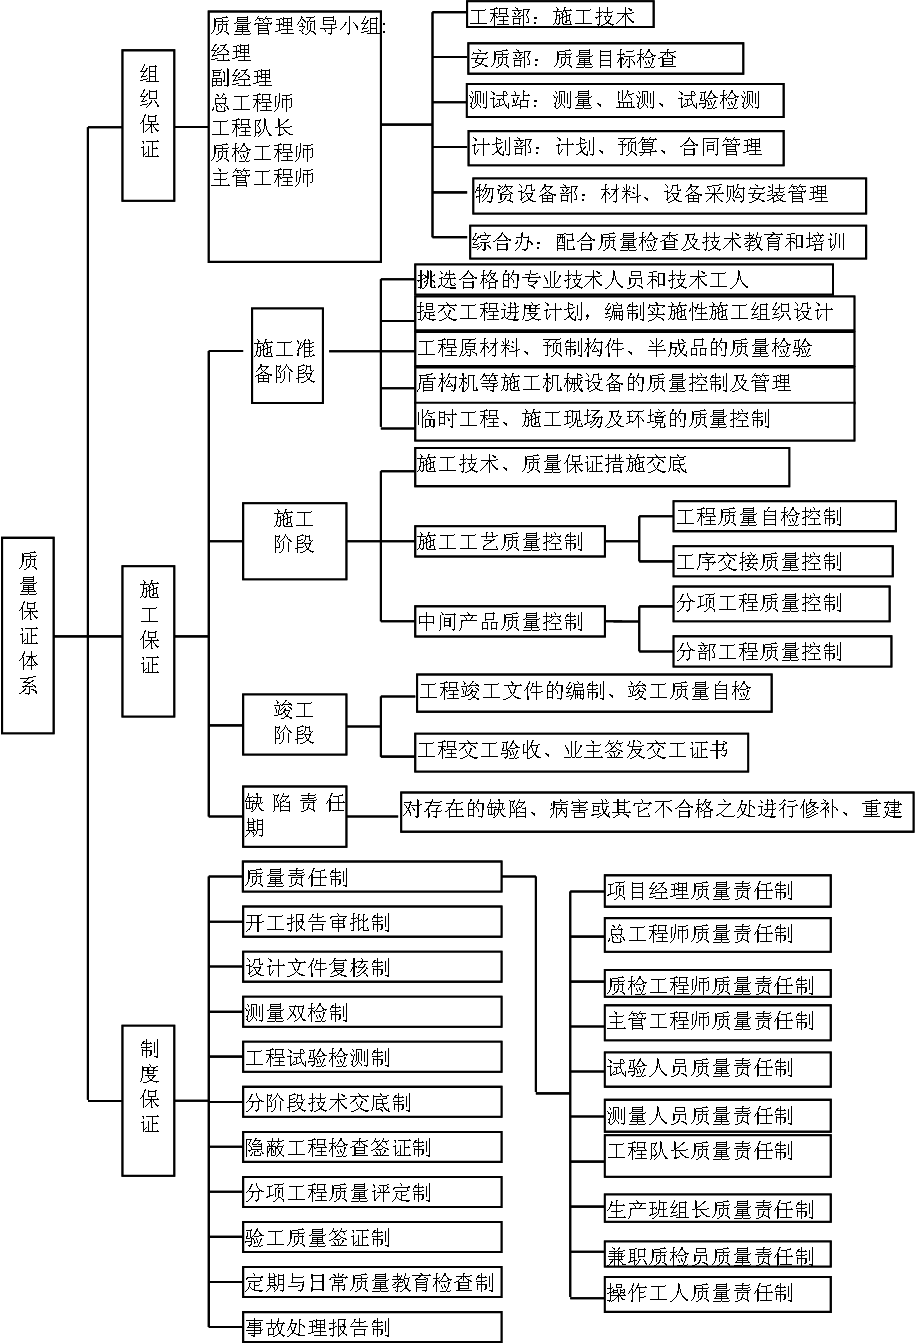 质量保证体系
组织保证
质量管理领导小组:
经理
副经理
总工程师
工程队长
质检工程师
主管工程师
工程部：施工技术
安质部：质量目标检查
测试站：测量、监测、试验检测
计划部：计划、预算、合同管理
物资设备部：材料、设备采购安装管理
综合办：配合质量检查及技术教育和培训
施工保证
施工准
备阶段
挑选合格的专业技术人员和技术工人
提交工程进度计划，编制实施性施工组织设计
工程原材料、预制构件、半成品的质量检验
盾构机等施工机械设备的质量控制及管理
临时工程、施工现场及环境的质量控制
施工
阶段
施工技术、质量保证措施交底
施工工艺质量控制
工程质量自检控制
工序交接质量控制
中间产品质量控制
分项工程质量控制
分部工程质量控制
竣工
阶段
工程竣工文件的编制、竣工质量自检
工程交工验收、业主签发交工证书
缺陷责任
期
对存在的缺陷、病害或其它不合格之处进行修补、重建
制度保证
质量责任制
开工报告审批制
设计文件复核制
测量双检制
工程试验检测制
分阶段技术交底制
隐蔽工程检查签证制
分项工程质量评定制
验工质量签证制
定期与日常质量教育检查制
事故处理报告制
项目经理质量责任制
总工程师质量责任制
质检工程师质量责任制
主管工程师质量责任制
试验人员质量责任制
测量人员质量责任制
工程队长质量责任制
生产班组长质量责任制
兼职质检员质量责任制
操作工人质量责任制